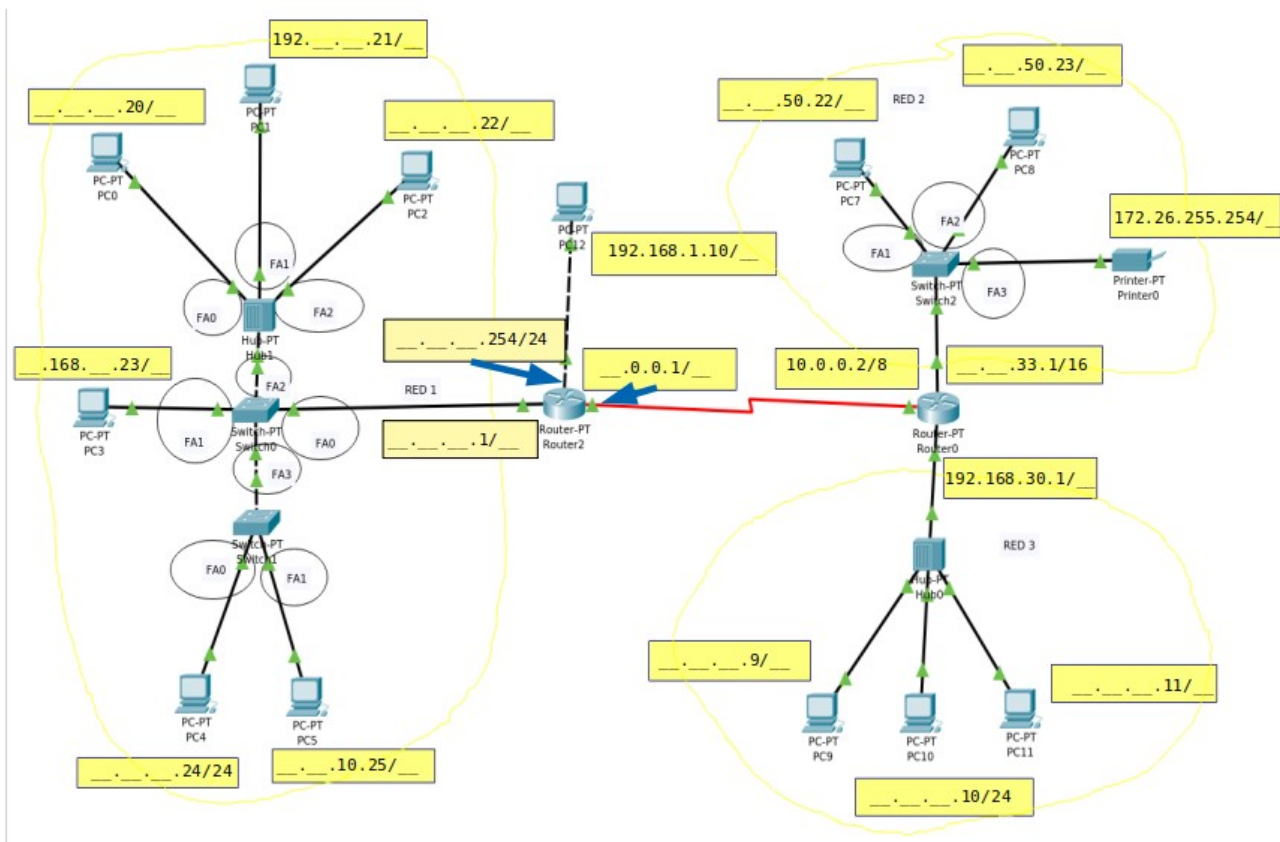 192.__.__.21/__
__.__.__.20/__
PC-PT
PC1
__.__.__.22/__
PC-PT
PC0
PC-PT
PC2
FA1
FA0
FA2
Hub-PT
Hub1
__.168.__.23/__
FA2
RED 1
PC-PT
PC3
FA1
Switch-PT
Switch0
FA0
FA3
Switch-PT
Switch1
FA0
FA1
PC-PT
PC4
PC-PT
PC5
__.__.__.24/24
__.__.10.25/__
PC-PT
PC12
192.168.1.10/__
__.__.__.254/24
__.0.0.1/__
__.__.__.1/__
Router-PT
Router2
__.__.50.23/__
__.__.50.22/__
RED 2
PC-PT
PC8
PC-PT
PC7
FA2
172.26.255.254/__
FA1
Switch-PT
Switch2
FA3
Printer-PT
Printer0
10.0.0.2/8
__.__.33.1/16
Router-PT
Router0
192.168.30.1/__
RED 3
Hub-PT
Hub0
__.__.__.9/__
__.__.__.11/__
PC-PT
PC9
PC-PT
PC10
PC-PT
PC11
__.__.__.10/24